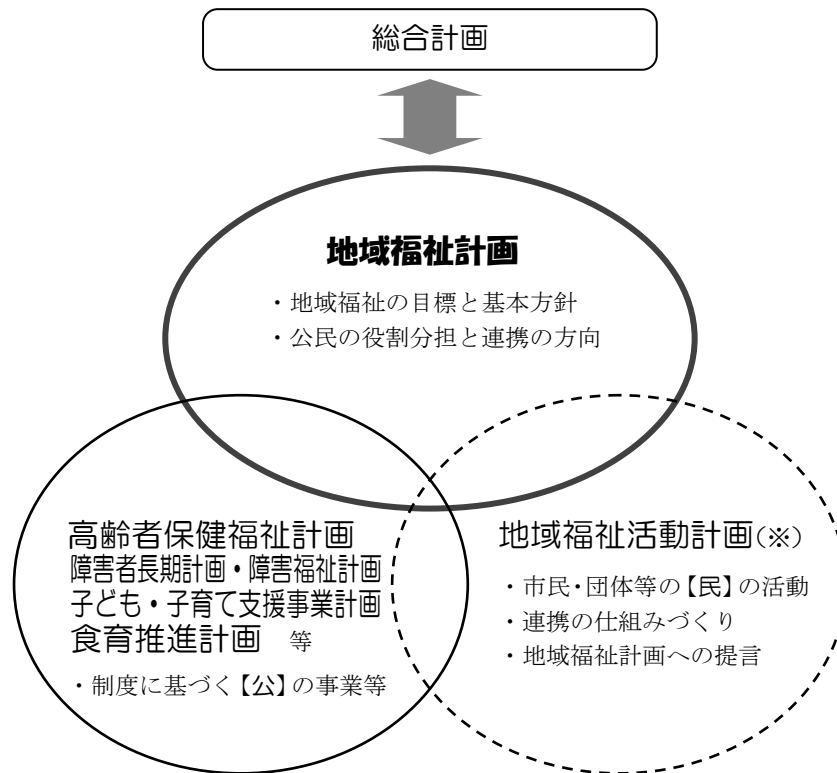 総合計画
地域福祉計画
・地域福祉の目標と基本方針
・公民の役割分担と連携の方向
高齢者保健福祉計画
障害者長期計画・障害福祉計画
子ども・子育て支援事業計画
食育推進計画　等
・制度に基づく【公】の事業等
地域福祉活動計画(※)
・市民・団体等の【民】の活動
・連携の仕組みづくり
・地域福祉計画への提言